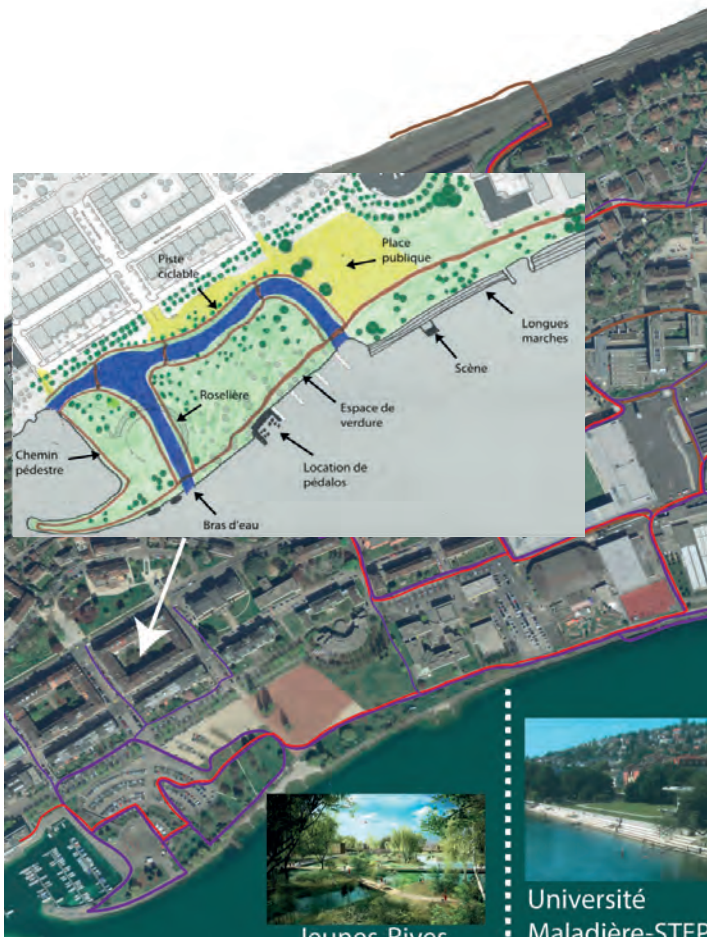 Place
publique
Piste
ciclable
Longues
marches
Scène
Roselière
Espace de
verdure
Chemin
pédestre
Location de
pédalos
Bras d'eau
Jeunes-Rives
Université
Maladière-STEP